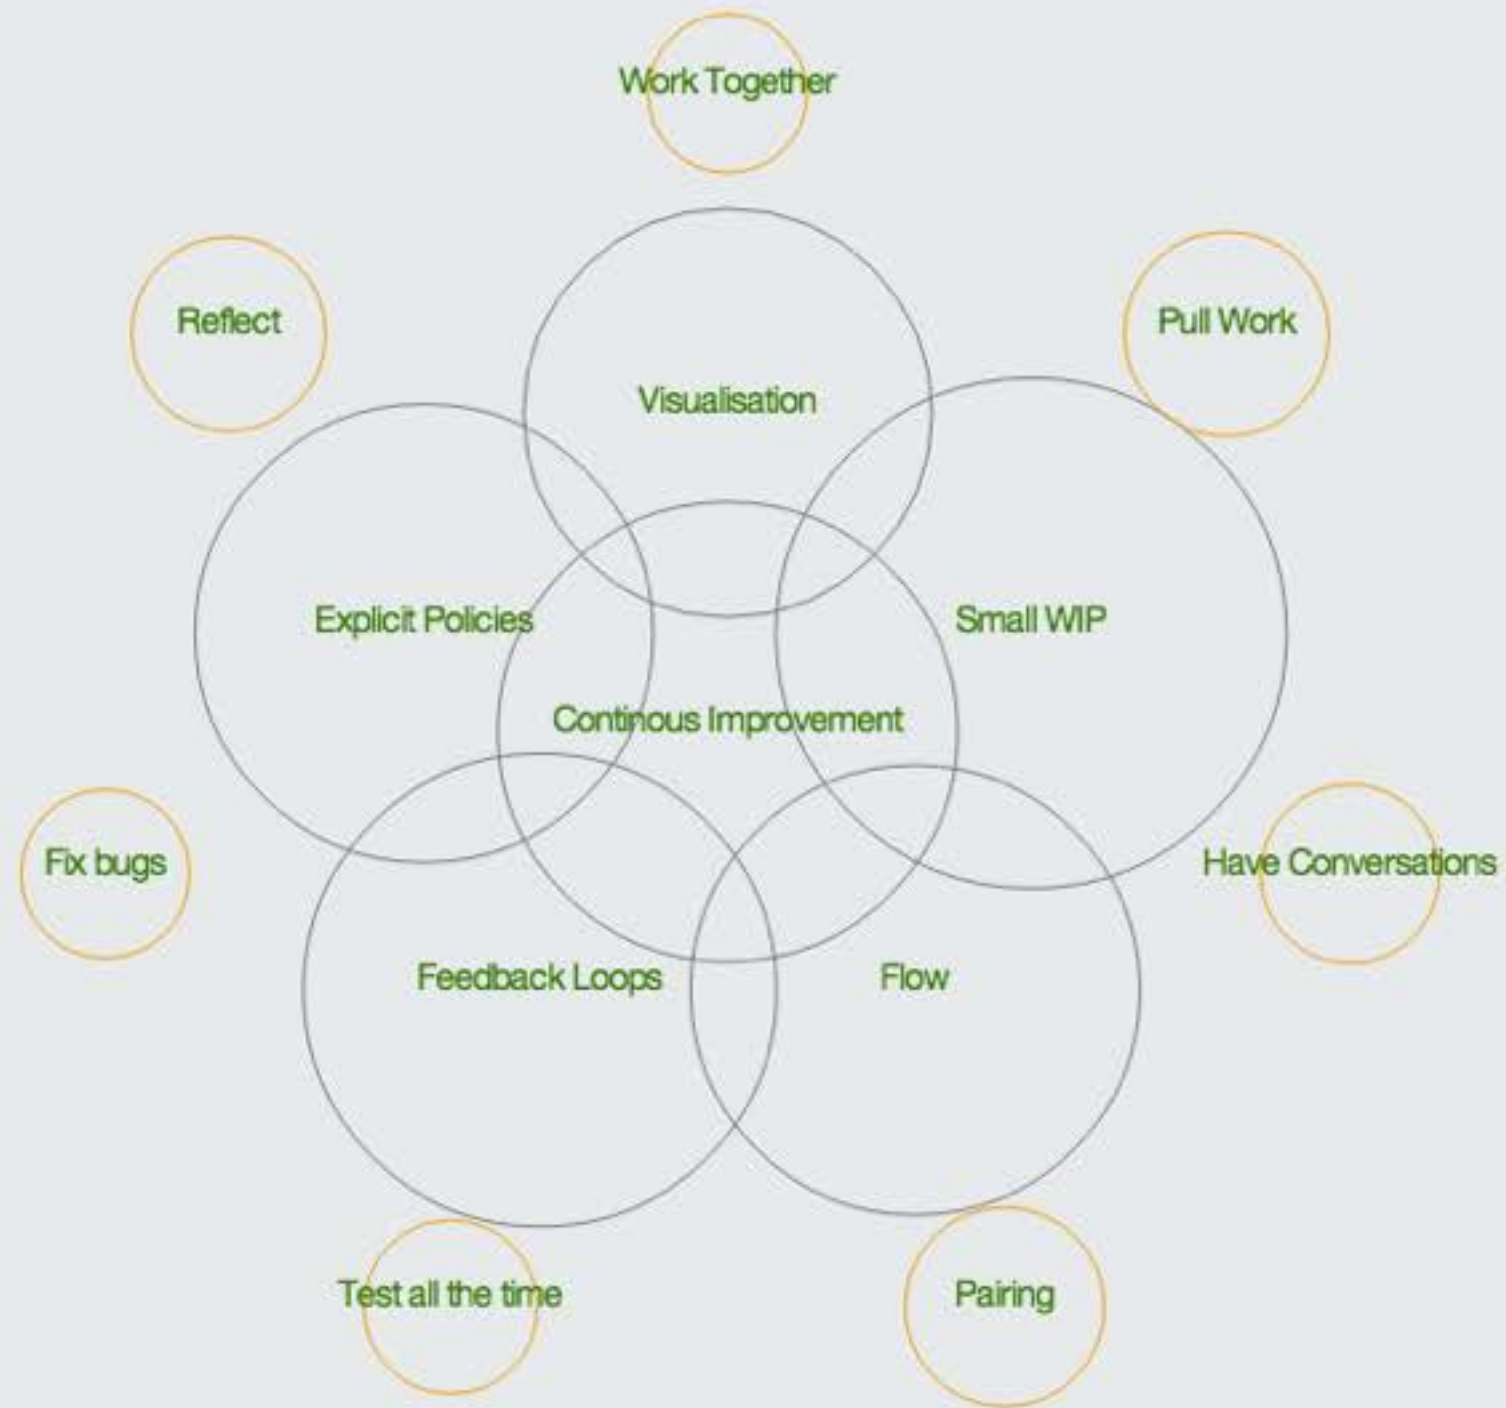 Work Together
Reflect
Pull Work
Visualisation
Explicit Policies
Small WIP
Continous Improvement
Fix bugs
Have Conversations
Feedback Loops
Flow
Test all the time
Pairing